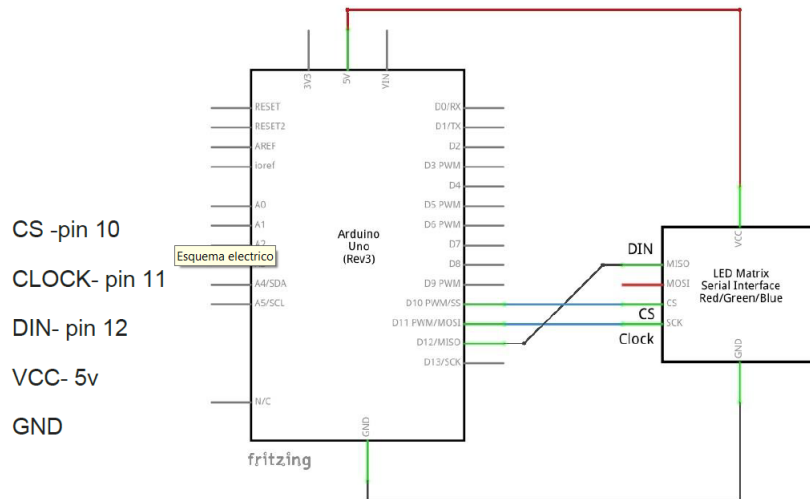 CS -pin 10
CLOCK- pin 11
DIN- pin 12
VCC- 5v
GND
Esquema electrico
3V3
5V
VIN
RESET
RESET2
AREF
ioref
A0
A1
A2
A4/SDA
A5/SCL
N/C
Arduino
Uno
(Rev3)
D0/RX
D1/TX
D2
D3 PWM
D4
D5 PWM
D6 PWM
D7
D8
D9 PWM
D10 PWM/SS
D11 PWM/MOSI
D12/MISO
D13/SCK
GND
fritzing
DIN
CS
Clock
VCC
MISO
MOSI
CS
SCK
LED Matrix
Serial Interface
Red/Green/Blue
GND